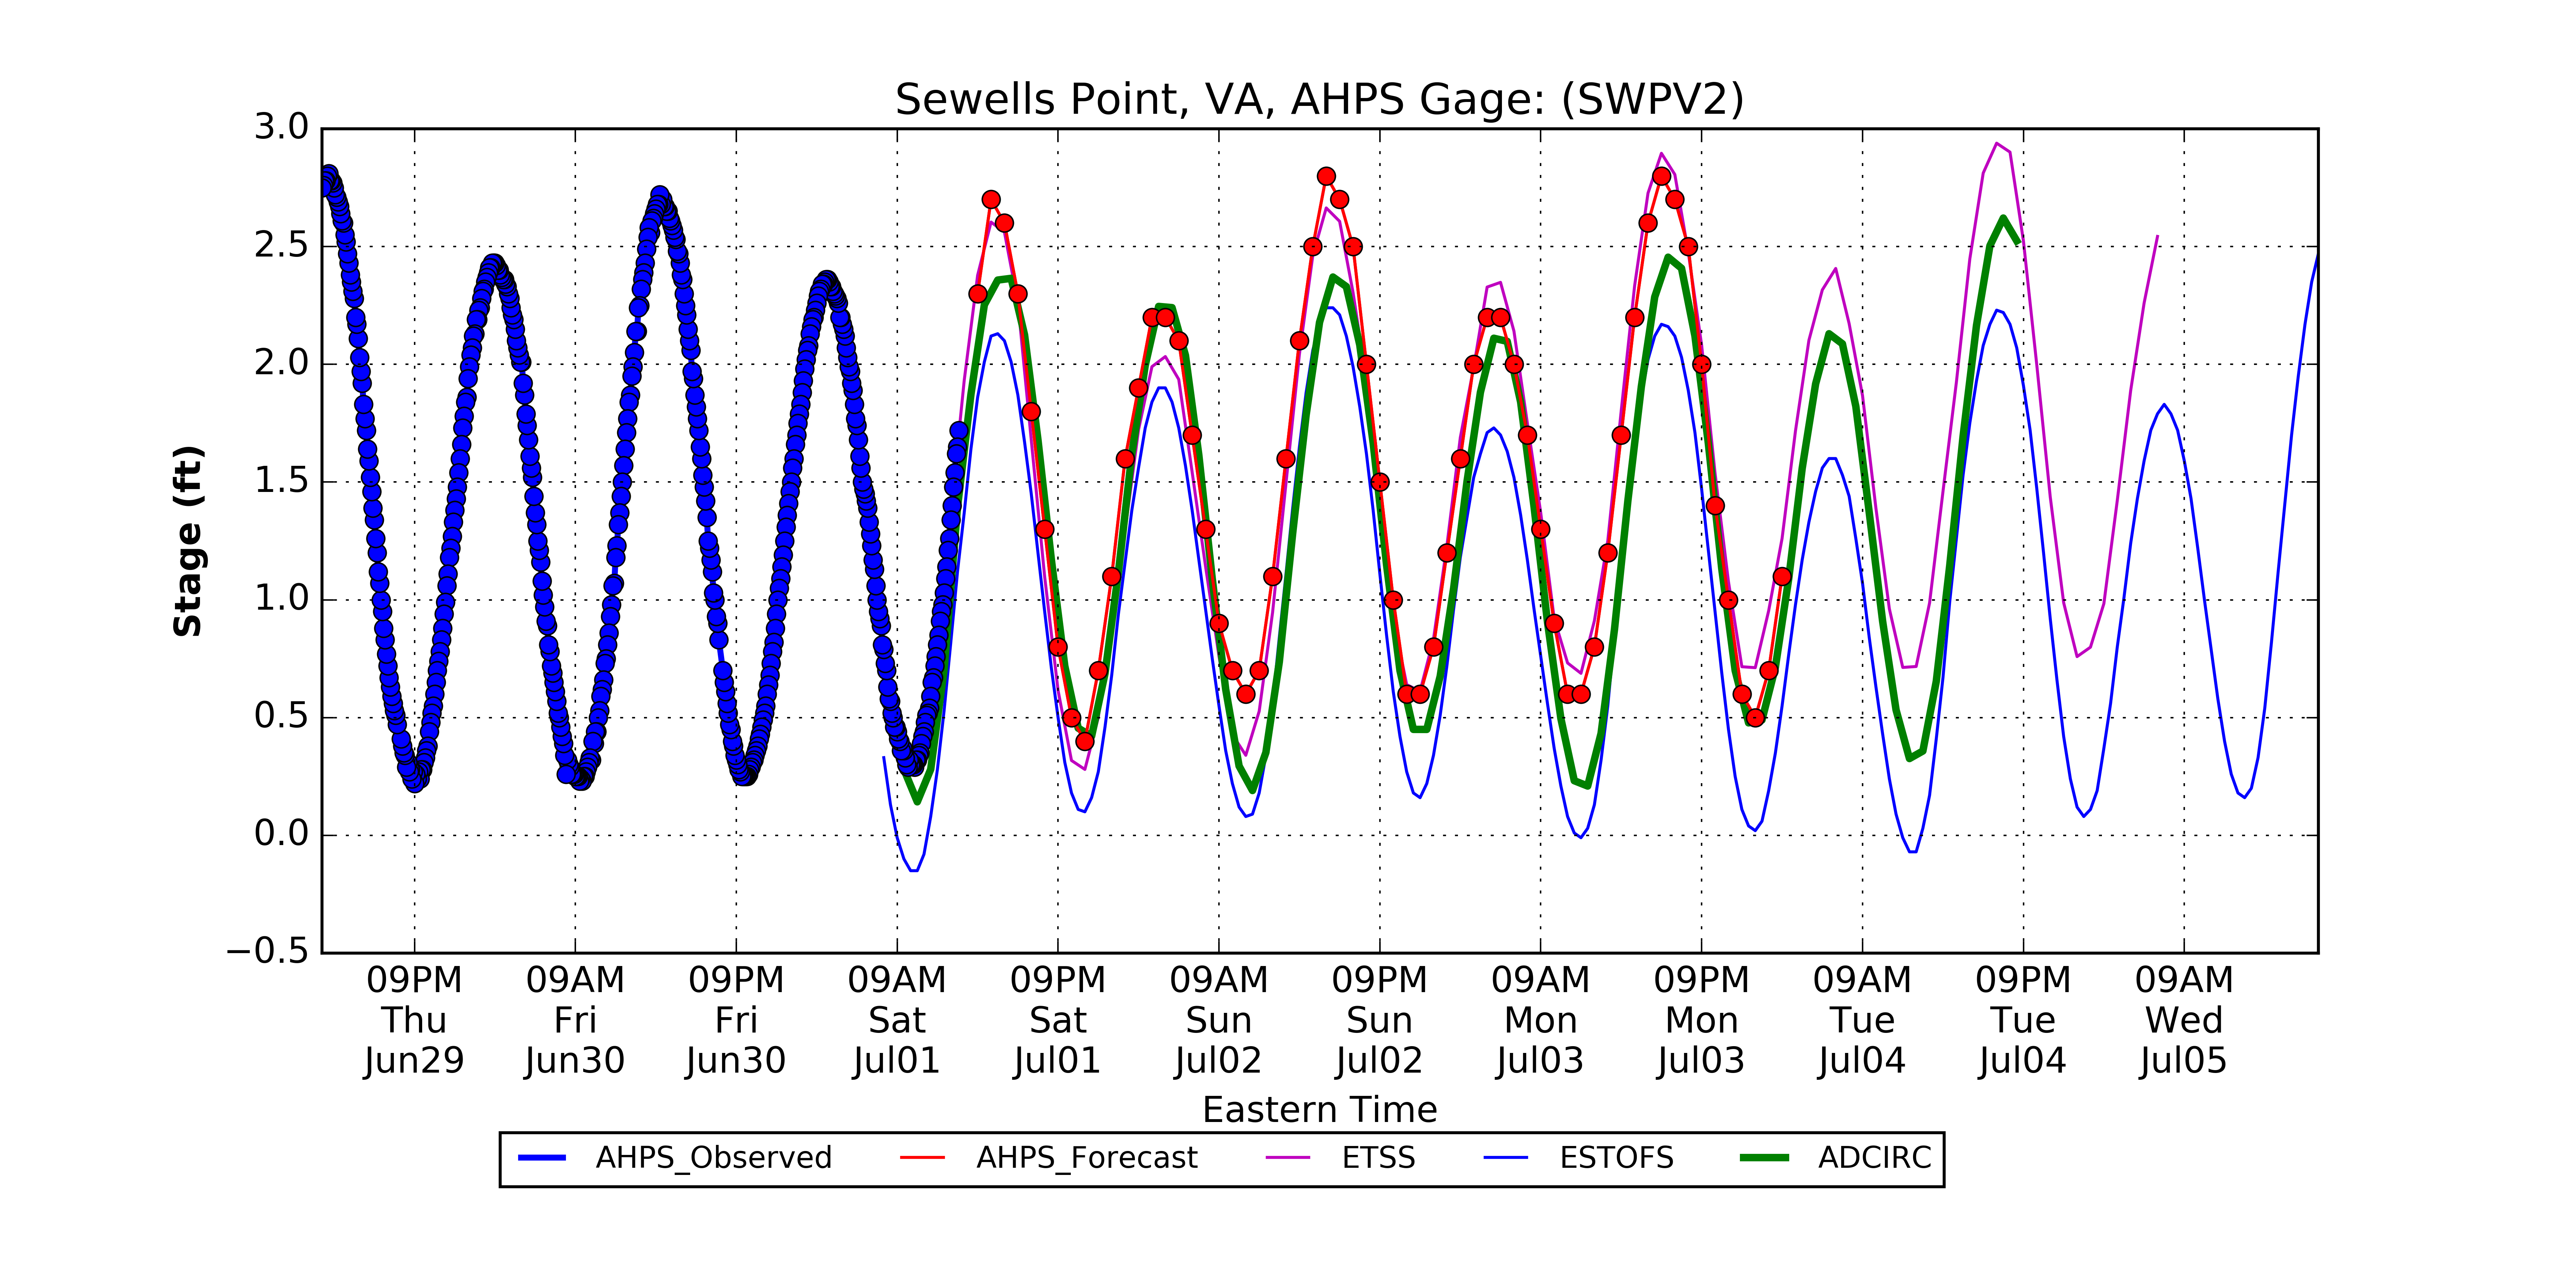 Sewells Point, VA, AHPS Gage: (SWPV2)
3.0
2.5
2.0
1.5
1.0
0.5
0.0
−0.5
Stage (ft)
09PM 09AM 09PM 09AM 09PM 09AM 09PM 09AM 09PM 09AM 09PM 09AM
Thu Fri Fri Sat Sat Sun Sun Mon Mon Tue Tue Wed
Jun29 Jun30 Jun30 Jul01 Jul01 Jul02 Jul02 Jul03 Jul03 Jul04 Jul04 Jul05
Eastern Time
AHPS_Observed AHPS_Forecast ETSS ESTOFS ADCIRC